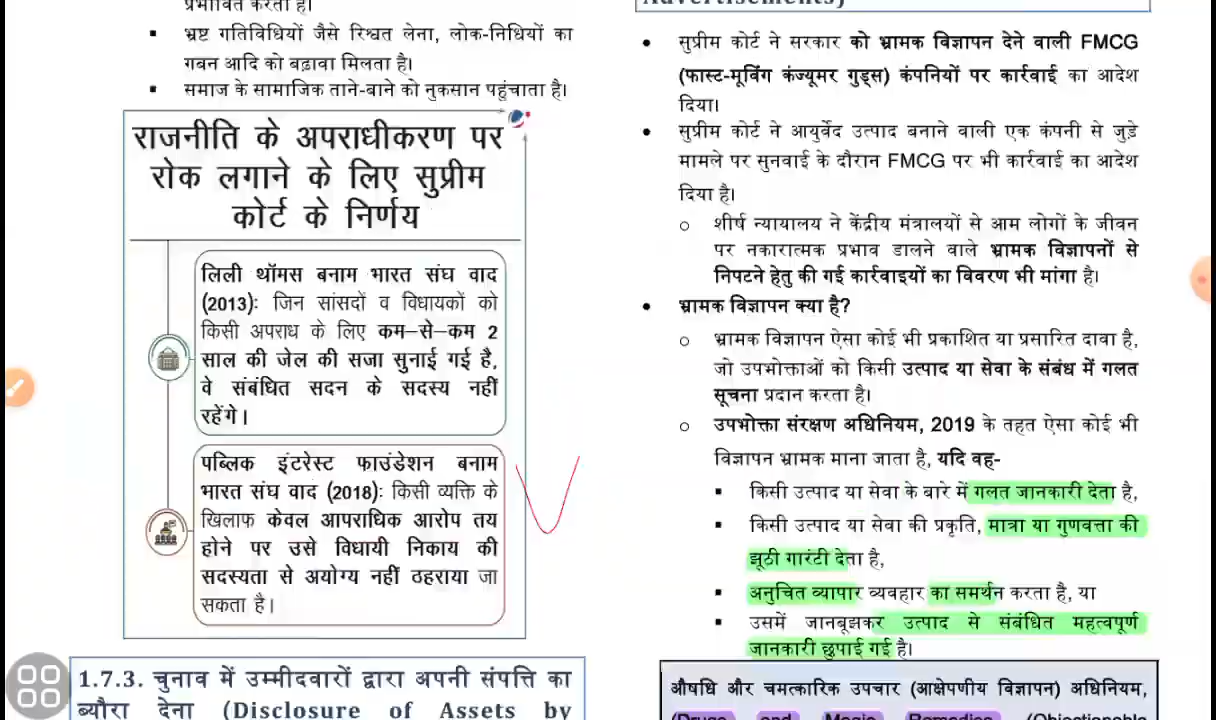 प्रभावित करता है।
▪ भ्रष्ट गतिविधियों जैसे रिश्वत लेना, लोक-निधियों का
गबन आदि को बढ़ावा मिलता है।
▪ समाज के सामाजिक ताने-बाने को नुकसान पहुंचाता है।
राजनीति के अपराधीकरण पर
रोक लगाने के लिए सुप्रीम
कोर्ट के निर्णय
लिली थॉमस बनाम भारत संघ वाद
(2013): जिन सांसदों व विधायकों को
किसी अपराध के लिए कम–से–कम 2
साल की जेल की सजा सुनाई गई है,
वे संबंधित सदन के सदस्य नहीं
रहेंगे।
पब्लिक इंटरेस्ट फाउंडेशन बनाम
भारत संघ वाद (2018): किसी व्यक्ति के
खिलाफ केवल आपराधिक आरोप तय
होने पर उसे विधायी निकाय की
सदस्यता से अयोग्य नहीं ठहराया जा
सकता है।
1.7.3. चुनाव में उम्मीदवारों द्वारा अपनी संपत्ति का
ब्यौरा देना (Disclosure of Assets by
Advertisements)
• सुप्रीम कोर्ट ने सरकार को भ्रामक विज्ञापन देने वाली FMCG
(फास्ट-मूविंग कंज्यूमर गुड्स) कंपनियों पर कार्रवाई का आदेश
दिया।
• सुप्रीम कोर्ट ने आयुर्वेद उत्पाद बनाने वाली एक कंपनी से जुड़े
मामले पर सुनवाई के दौरान FMCG पर भी कार्रवाई का आदेश
दिया है।
o शीर्ष न्यायालय ने केंद्रीय मंत्रालयों से आम लोगों के जीवन
पर नकारात्मक प्रभाव डालने वाले भ्रामक विज्ञापनों से
निपटने हेतु की गई कार्रवाइयों का विवरण भी मांगा है।
• भ्रामक विज्ञापन क्या है?
o भ्रामक विज्ञापन ऐसा कोई भी प्रकाशित या प्रसारित दावा है,
जो उपभोक्ताओं को किसी उत्पाद या सेवा के संबंध में गलत
सूचना प्रदान करता है।
o उपभोक्ता संरक्षण अधिनियम, 2019 के तहत ऐसा कोई भी
विज्ञापन भ्रामक माना जाता है, यदि वह-
▪ किसी उत्पाद या सेवा के बारे में गलत जानकारी देता है,
▪ किसी उत्पाद या सेवा की प्रकृति, मात्रा या गुणवत्ता की
झूठी गारंटी देता है,
▪ अनुचित व्यापार व्यवहार का समर्थन करता है, या
▪ उसमें जानबूझकर उत्पाद से संबंधित महत्वपूर्ण
जानकारी छुपाई गई है।
औषधि और चमत्कारिक उपचार (आक्षेपणीय विज्ञापन) अधिनियम,
(Drugs and Magic Remedies (Objectionable